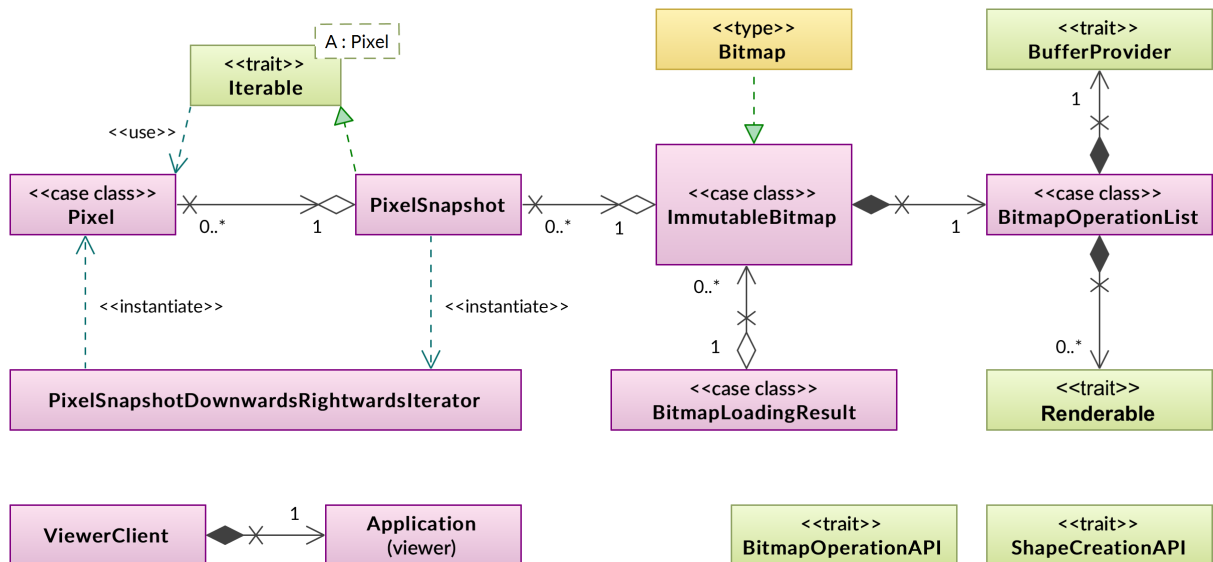 A : Pixel
<<trait>>
Iterable
<<type>>
Bitmap
<<trait>>
BufferProvider
<<use>>
1
<<case class>>
Pixel
0..*
1
PixelSnapshot
0..*
1
<<case class>>
ImmutableBitmap
1
<<case class>>
BitmapOperationList
<<instantiate>>
<<instantiate>>
0..*
1
0..*
PixelSnapshotDownwardsRightwardsIterator
<<case class>>
BitmapLoadingResult
<<trait>>
Renderable
ViewerClient
1
Application
(viewer)
<<trait>>
BitmapOperationAPI
<<trait>>
ShapeCreationAPI